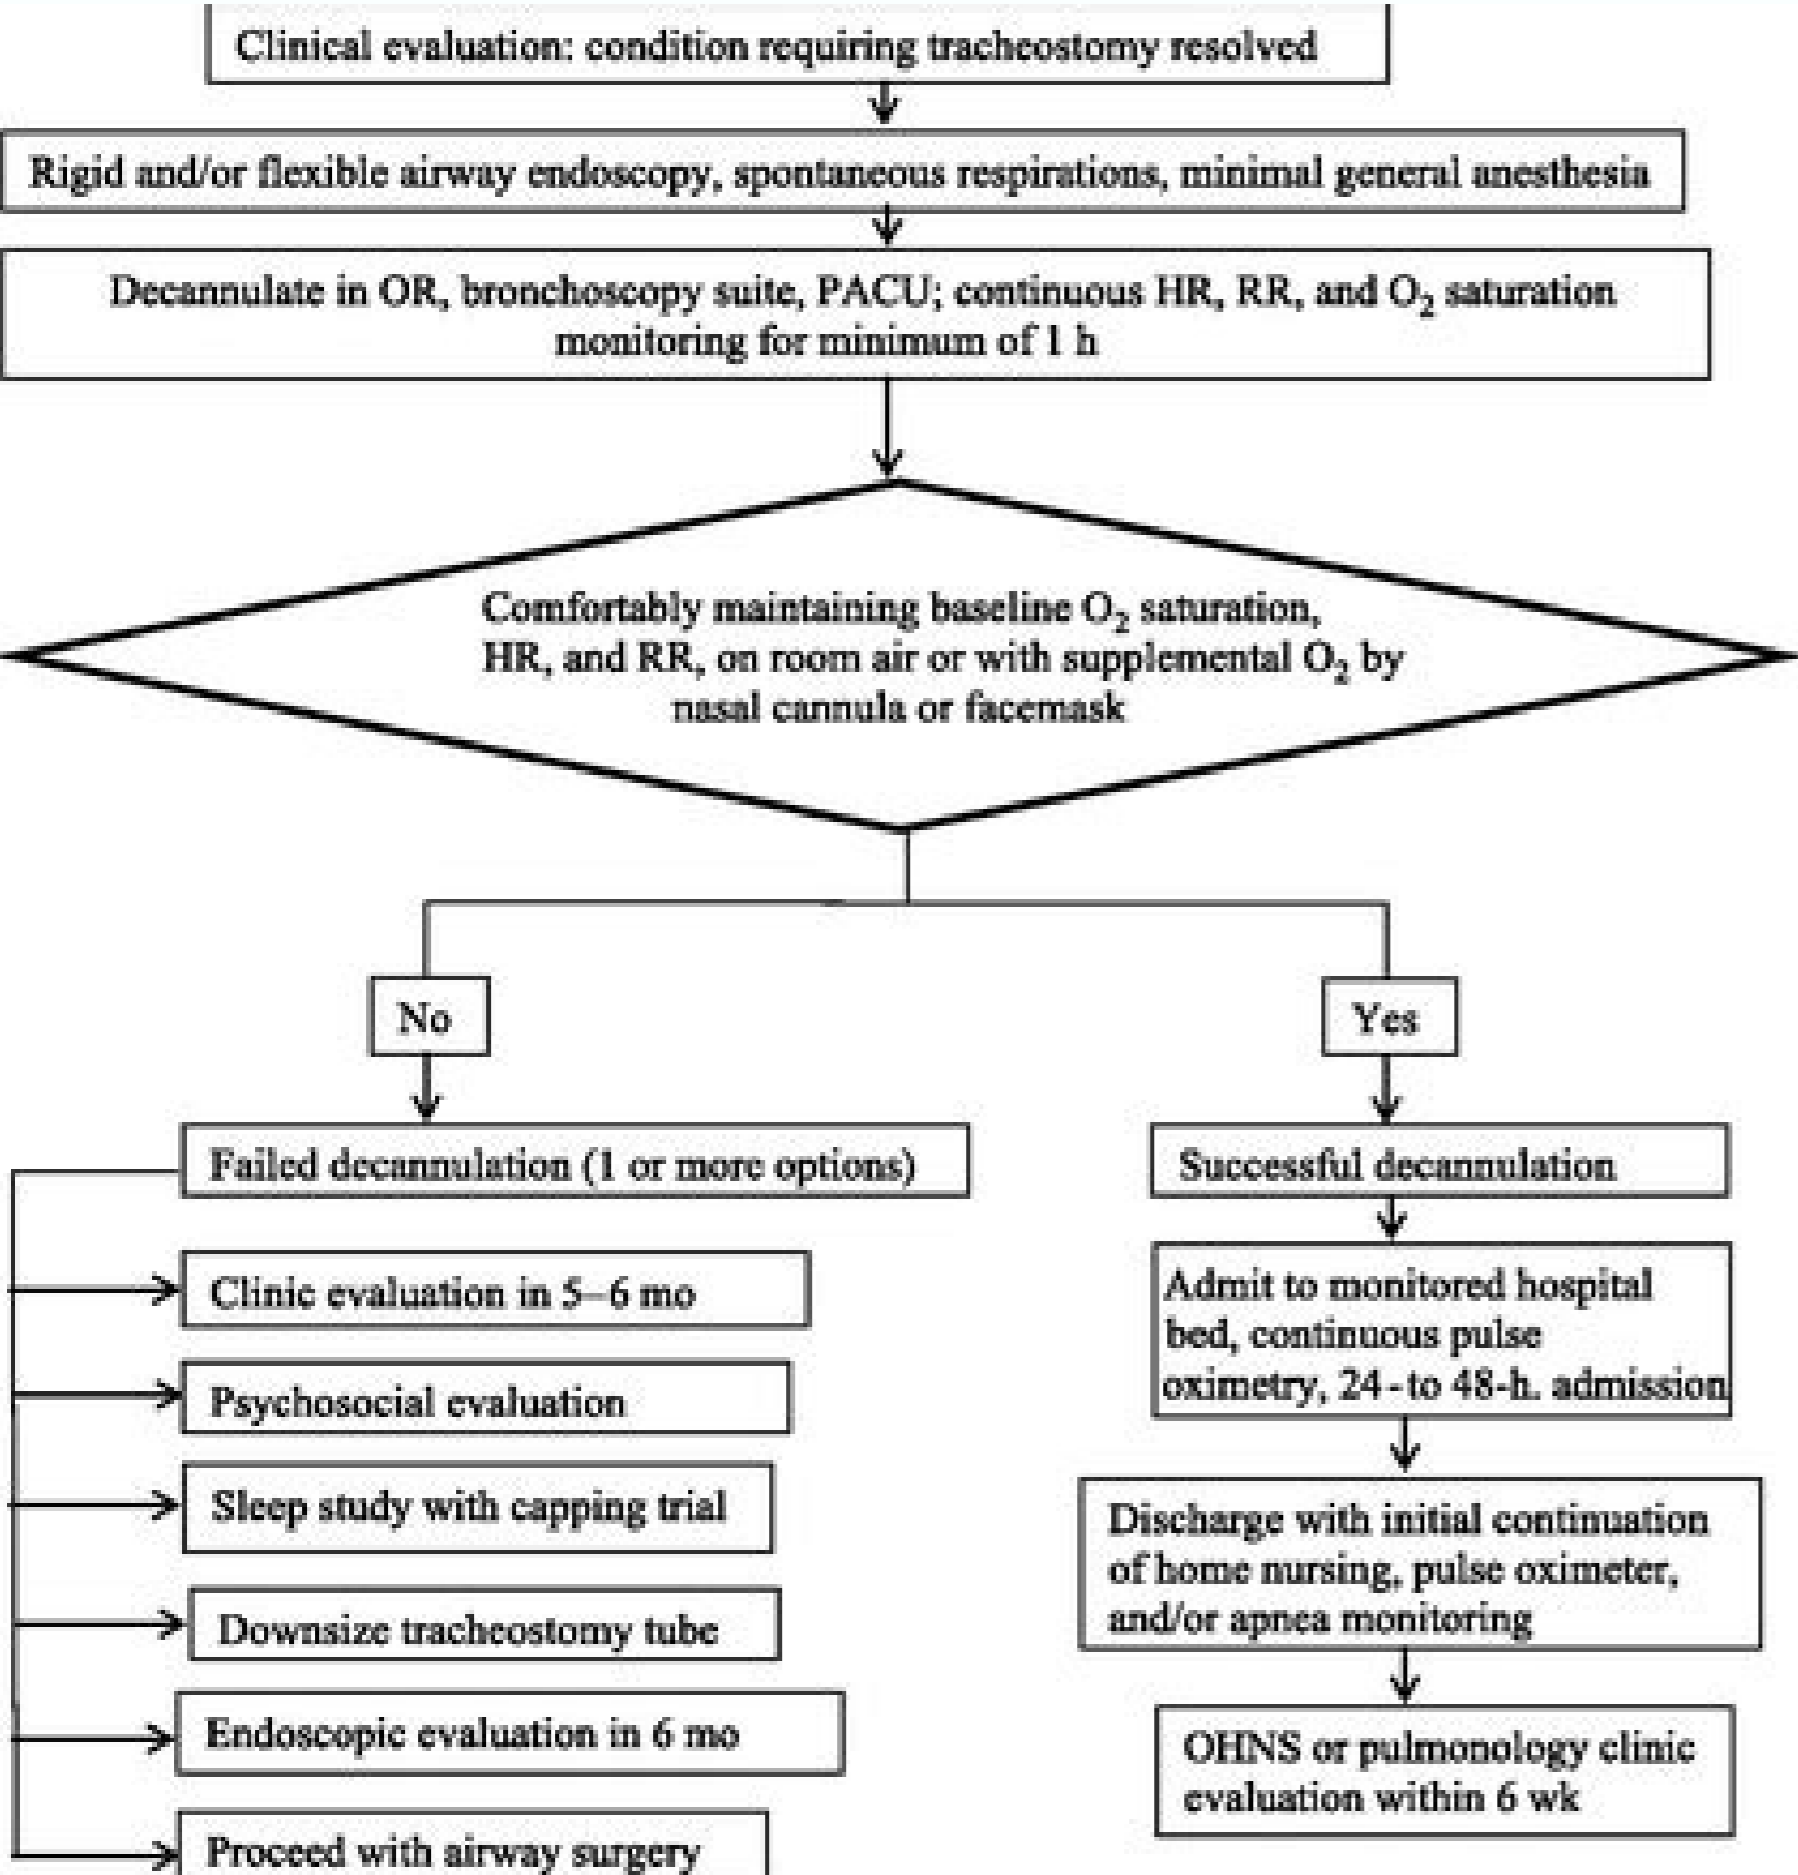 Clinical evaluation: condition requiring tracheostomy resolved
Rigid and/or flexible airway endoscopy, spontaneous respirations, minimal general anesthesia
Decannulate in OR, bronchoscopy suite, PACU; continuous HR, RR, and O₂ saturation
monitoring for minimum of 1 h
Comfortably maintaining baseline O₂ saturation,
HR, and RR, on room air or with supplemental O₂ by
nasal cannula or facemask
No
Yes
Failed decannulation (1 or more options)
Clinic evaluation in 5–6 mo
Psychosocial evaluation
Sleep study with capping trial
Downsize tracheostomy tube
Endoscopic evaluation in 6 mo
Proceed with airway surgery
Successful decannulation
Admit to monitored hospital
bed, continuous pulse
oximetry, 24-to 48-h. admission
Discharge with initial continuation
of home nursing, pulse oximeter,
and/or apnea monitoring
OHNS or pulmonology clinic
evaluation within 6 wk